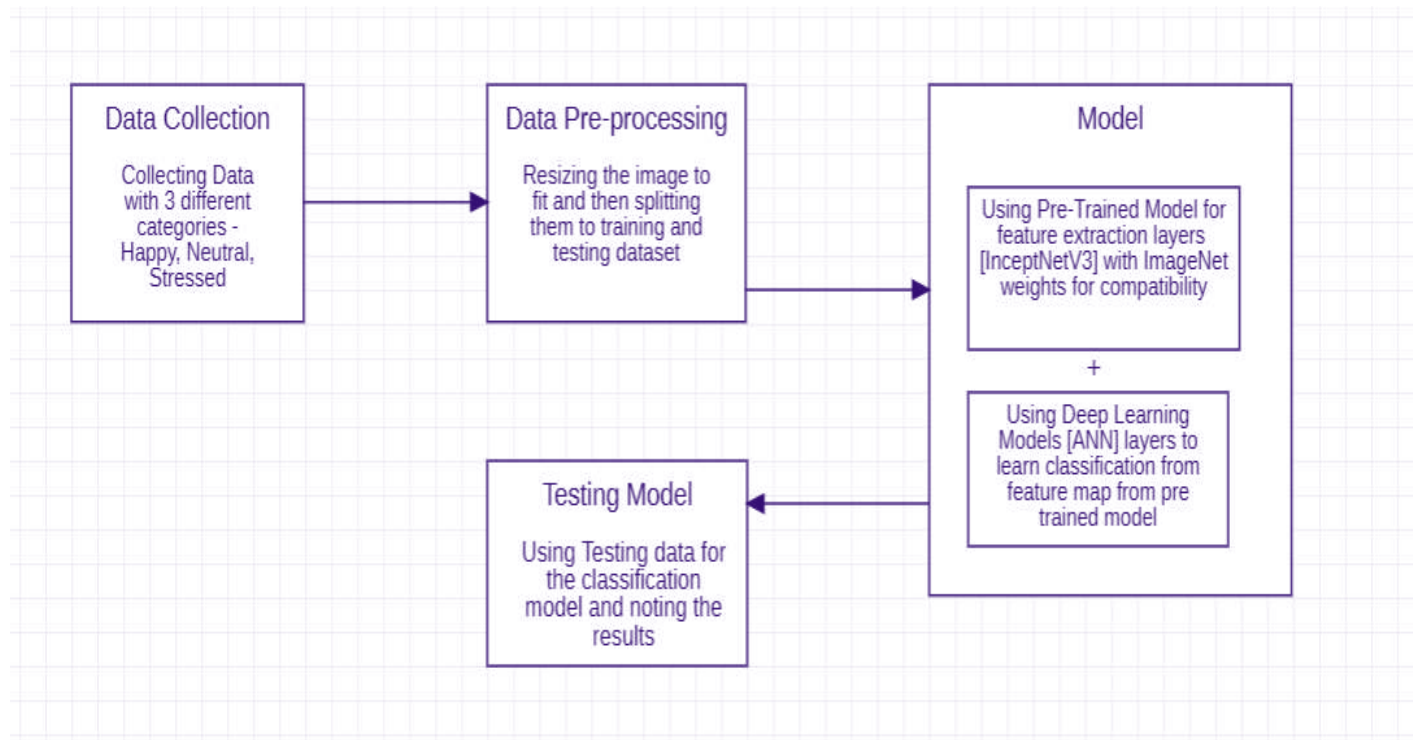 Data Collection
Collecting Data
with 3 different
categories -
Happy, Neutral,
Stressed
Data Pre-processing
Resizing the image to
fit and then splitting
them to training and
testing dataset
Model
Using Pre-Trained Model for
feature extraction layers
[InceptNetV3] with ImageNet
weights for compatibility
+
Using Deep Learning
Models [ANN] layers to
learn classification from
feature map from pre
trained model
Testing Model
Using Testing data for
the classification
model and noting the
results